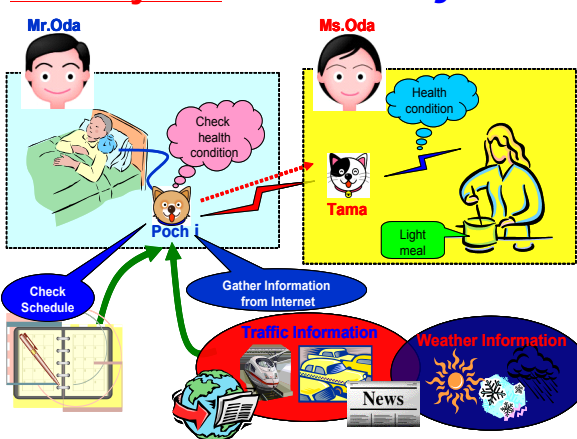 Mr.Oda
Ms.Oda
Check
health
condition
Health
condition
Tama
Poch i
Light
meal
Check
Schedule
Gather Information
from Internet
Traffic Information
Weather Information
News